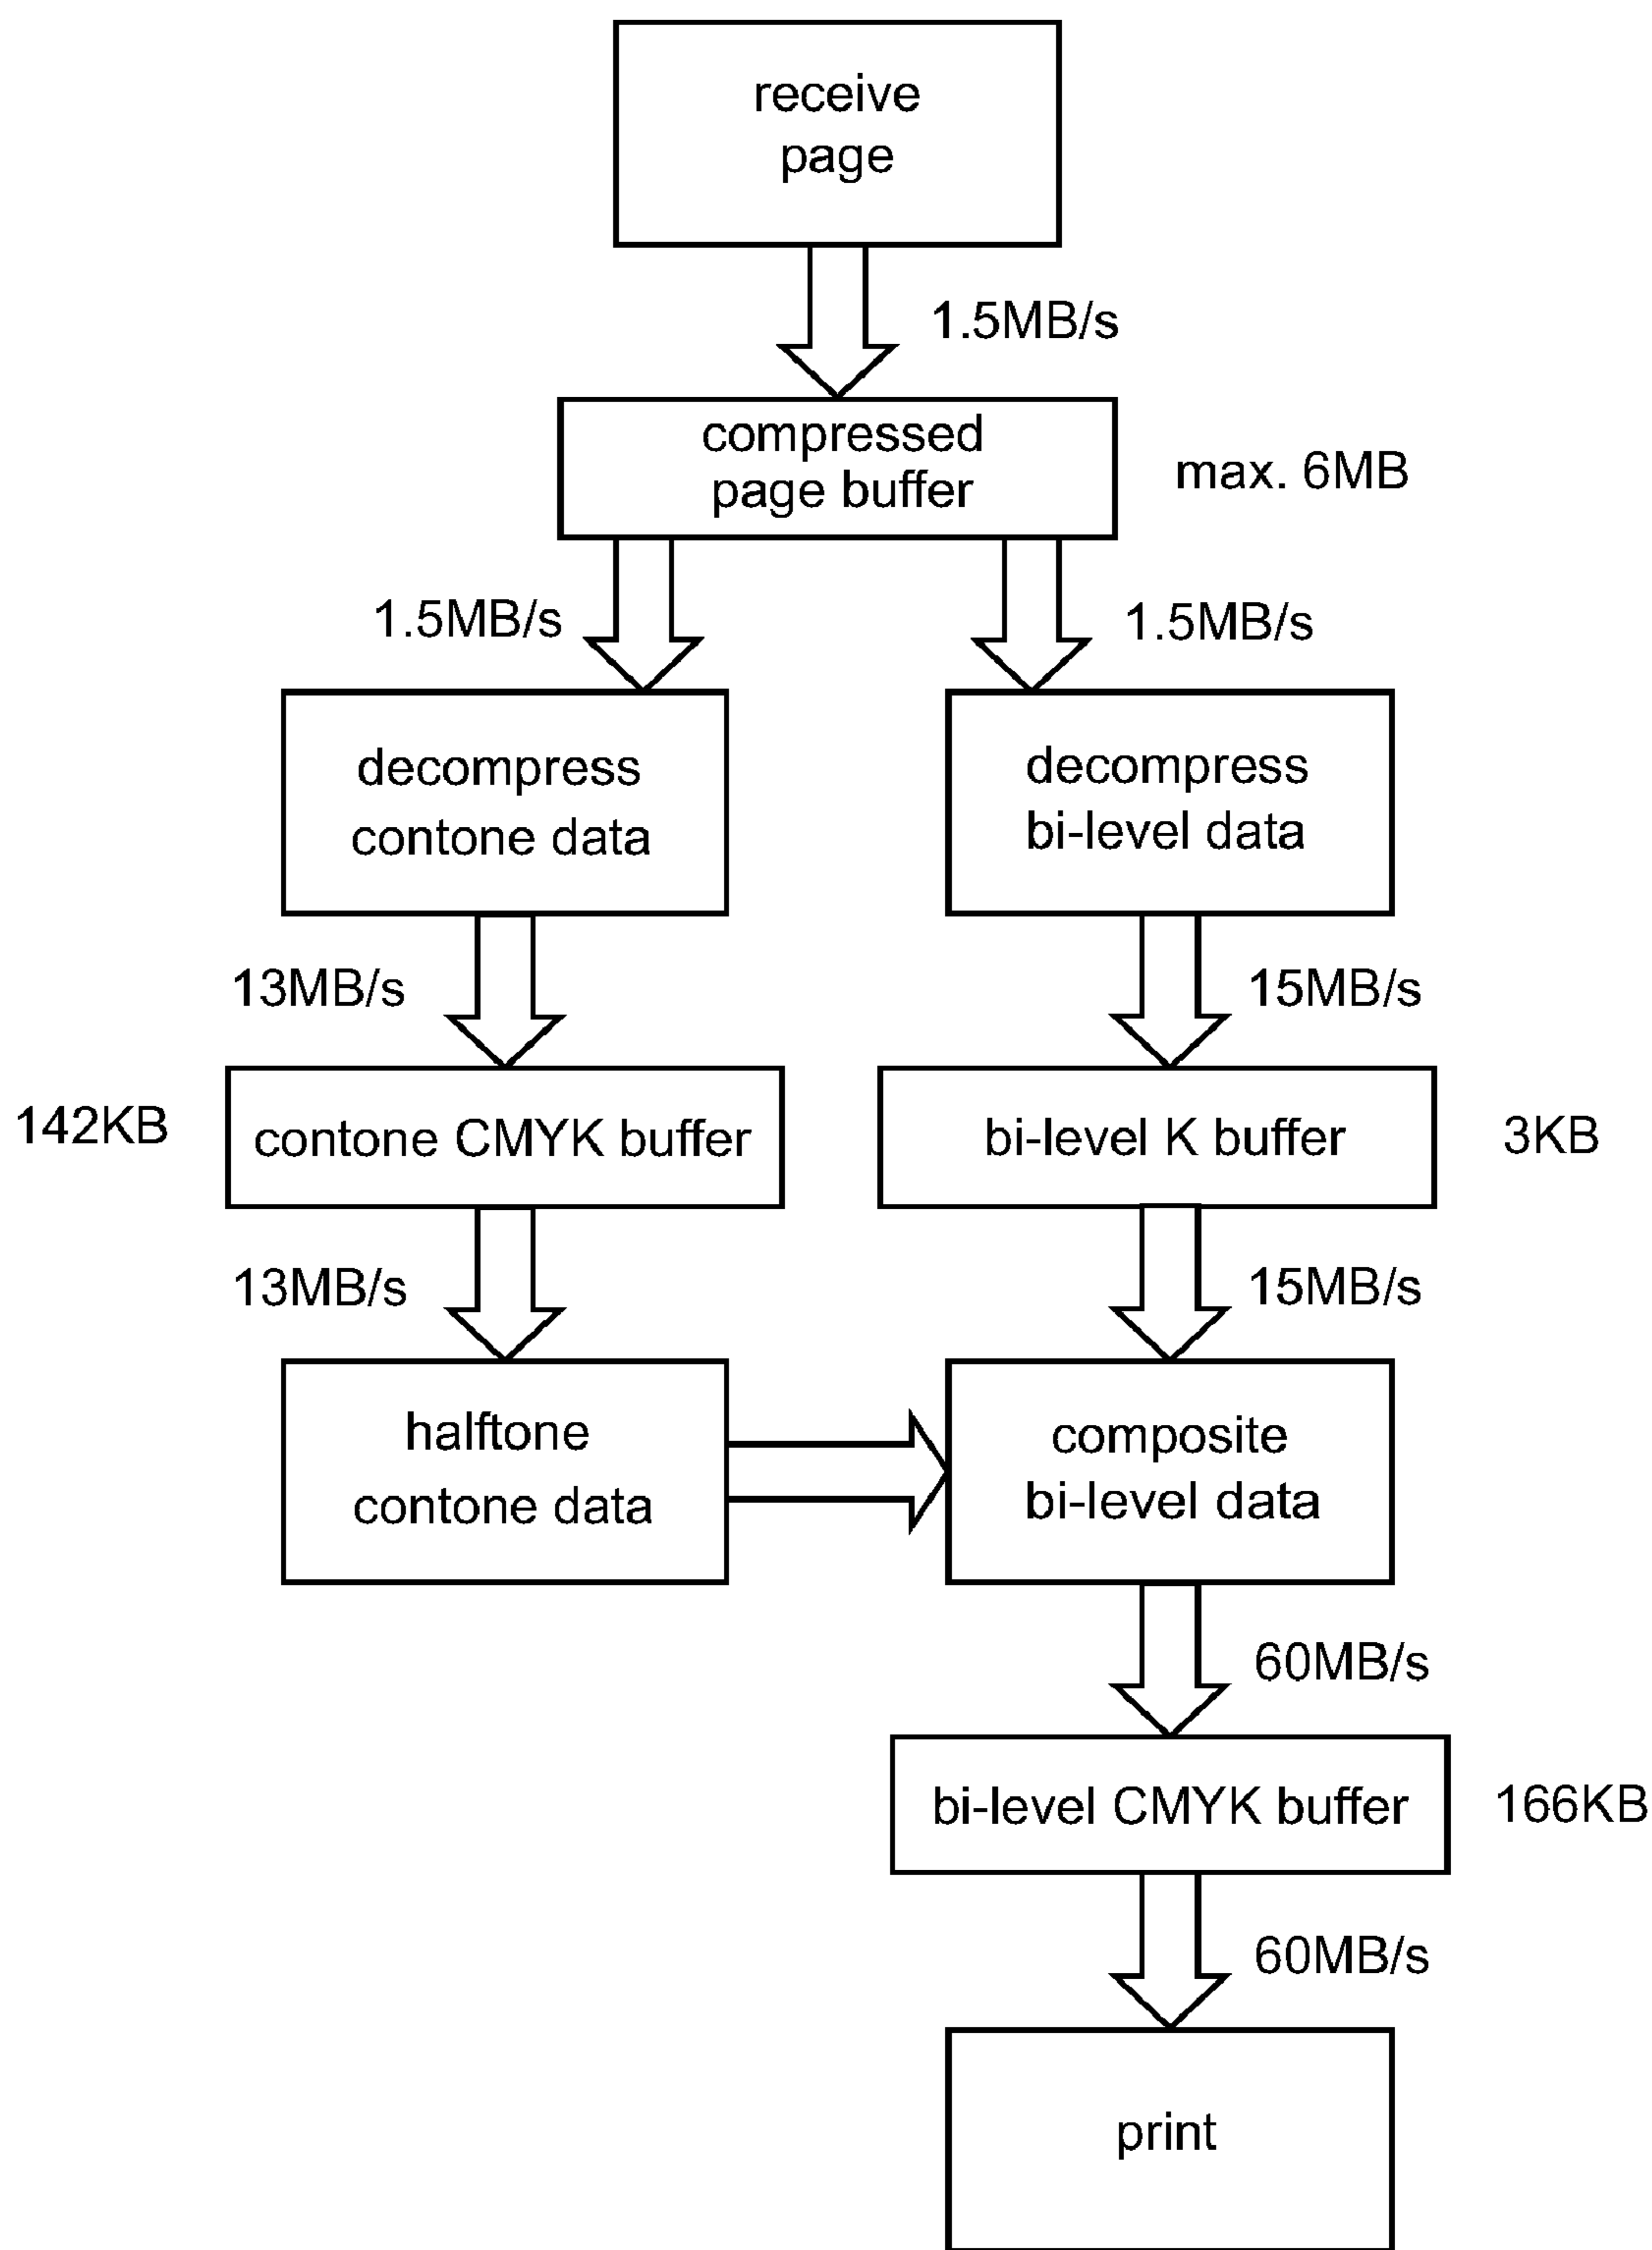 receive
page
1.5MB/s
compressed
page buffer
max. 6MB
1.5MB/s
1.5MB/s
decompress
contone data
decompress
bi-level data
13MB/s
15MB/s
142KB
contone CMYK buffer
bi-level K buffer
3KB
13MB/s
15MB/s
halftone
contone data
composite
bi-level data
60MB/s
bi-level CMYK buffer
166KB
60MB/s
print